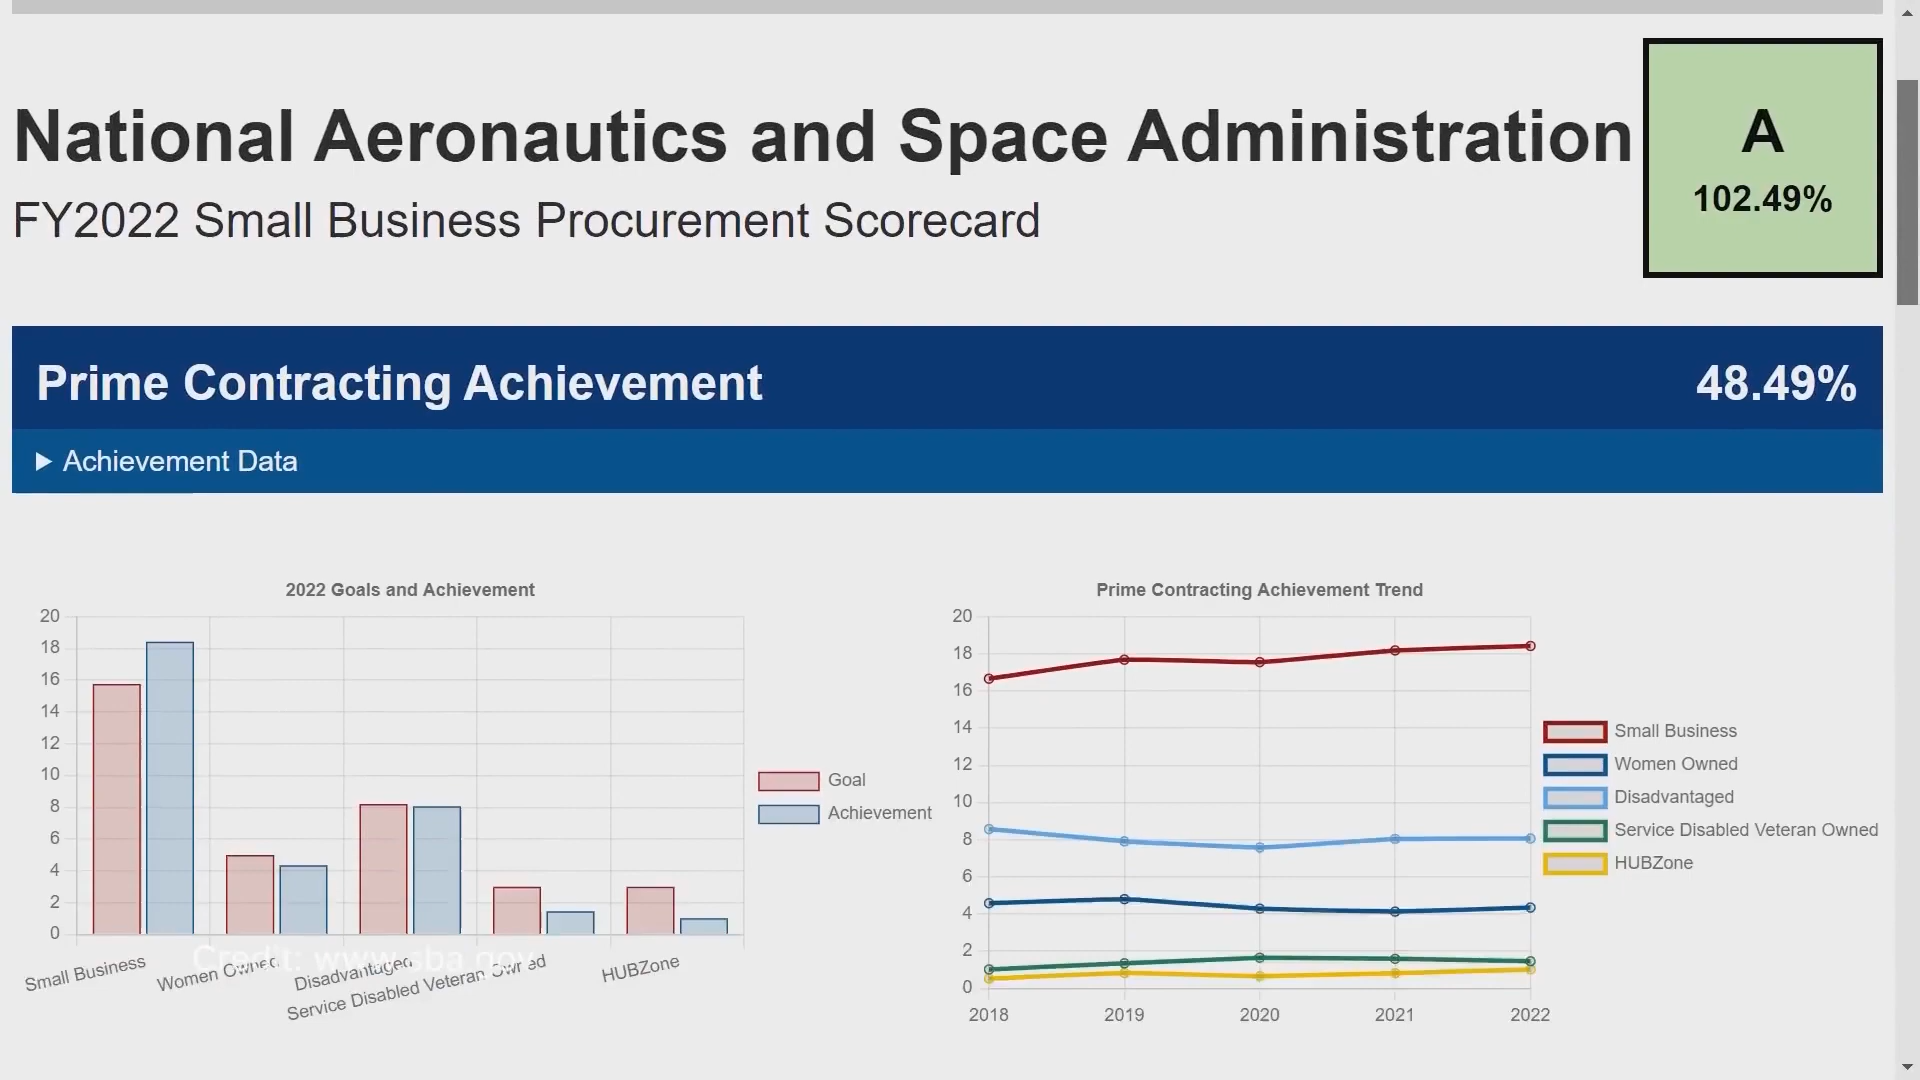 National Aeronautics and Space Administration
FY2022 Small Business Procurement Scorecard
A
102.49%
Prime Contracting Achievement
48.49%
▶ Achievement Data
2022 Goals and Achievement
20
18
16
14
12
10
8
6
4
2
0
Small Business
Women Owned
Disadvantaged
Service Disabled Veteran Owned
HUBZone
Goal
Achievement
Credit: www.sba.gov
Prime Contracting Achievement Trend
20
18
16
14
12
10
8
6
4
2
0
2018
2019
2020
2021
2022
Small Business
Women Owned
Disadvantaged
Service Disabled Veteran Owned
HUBZone